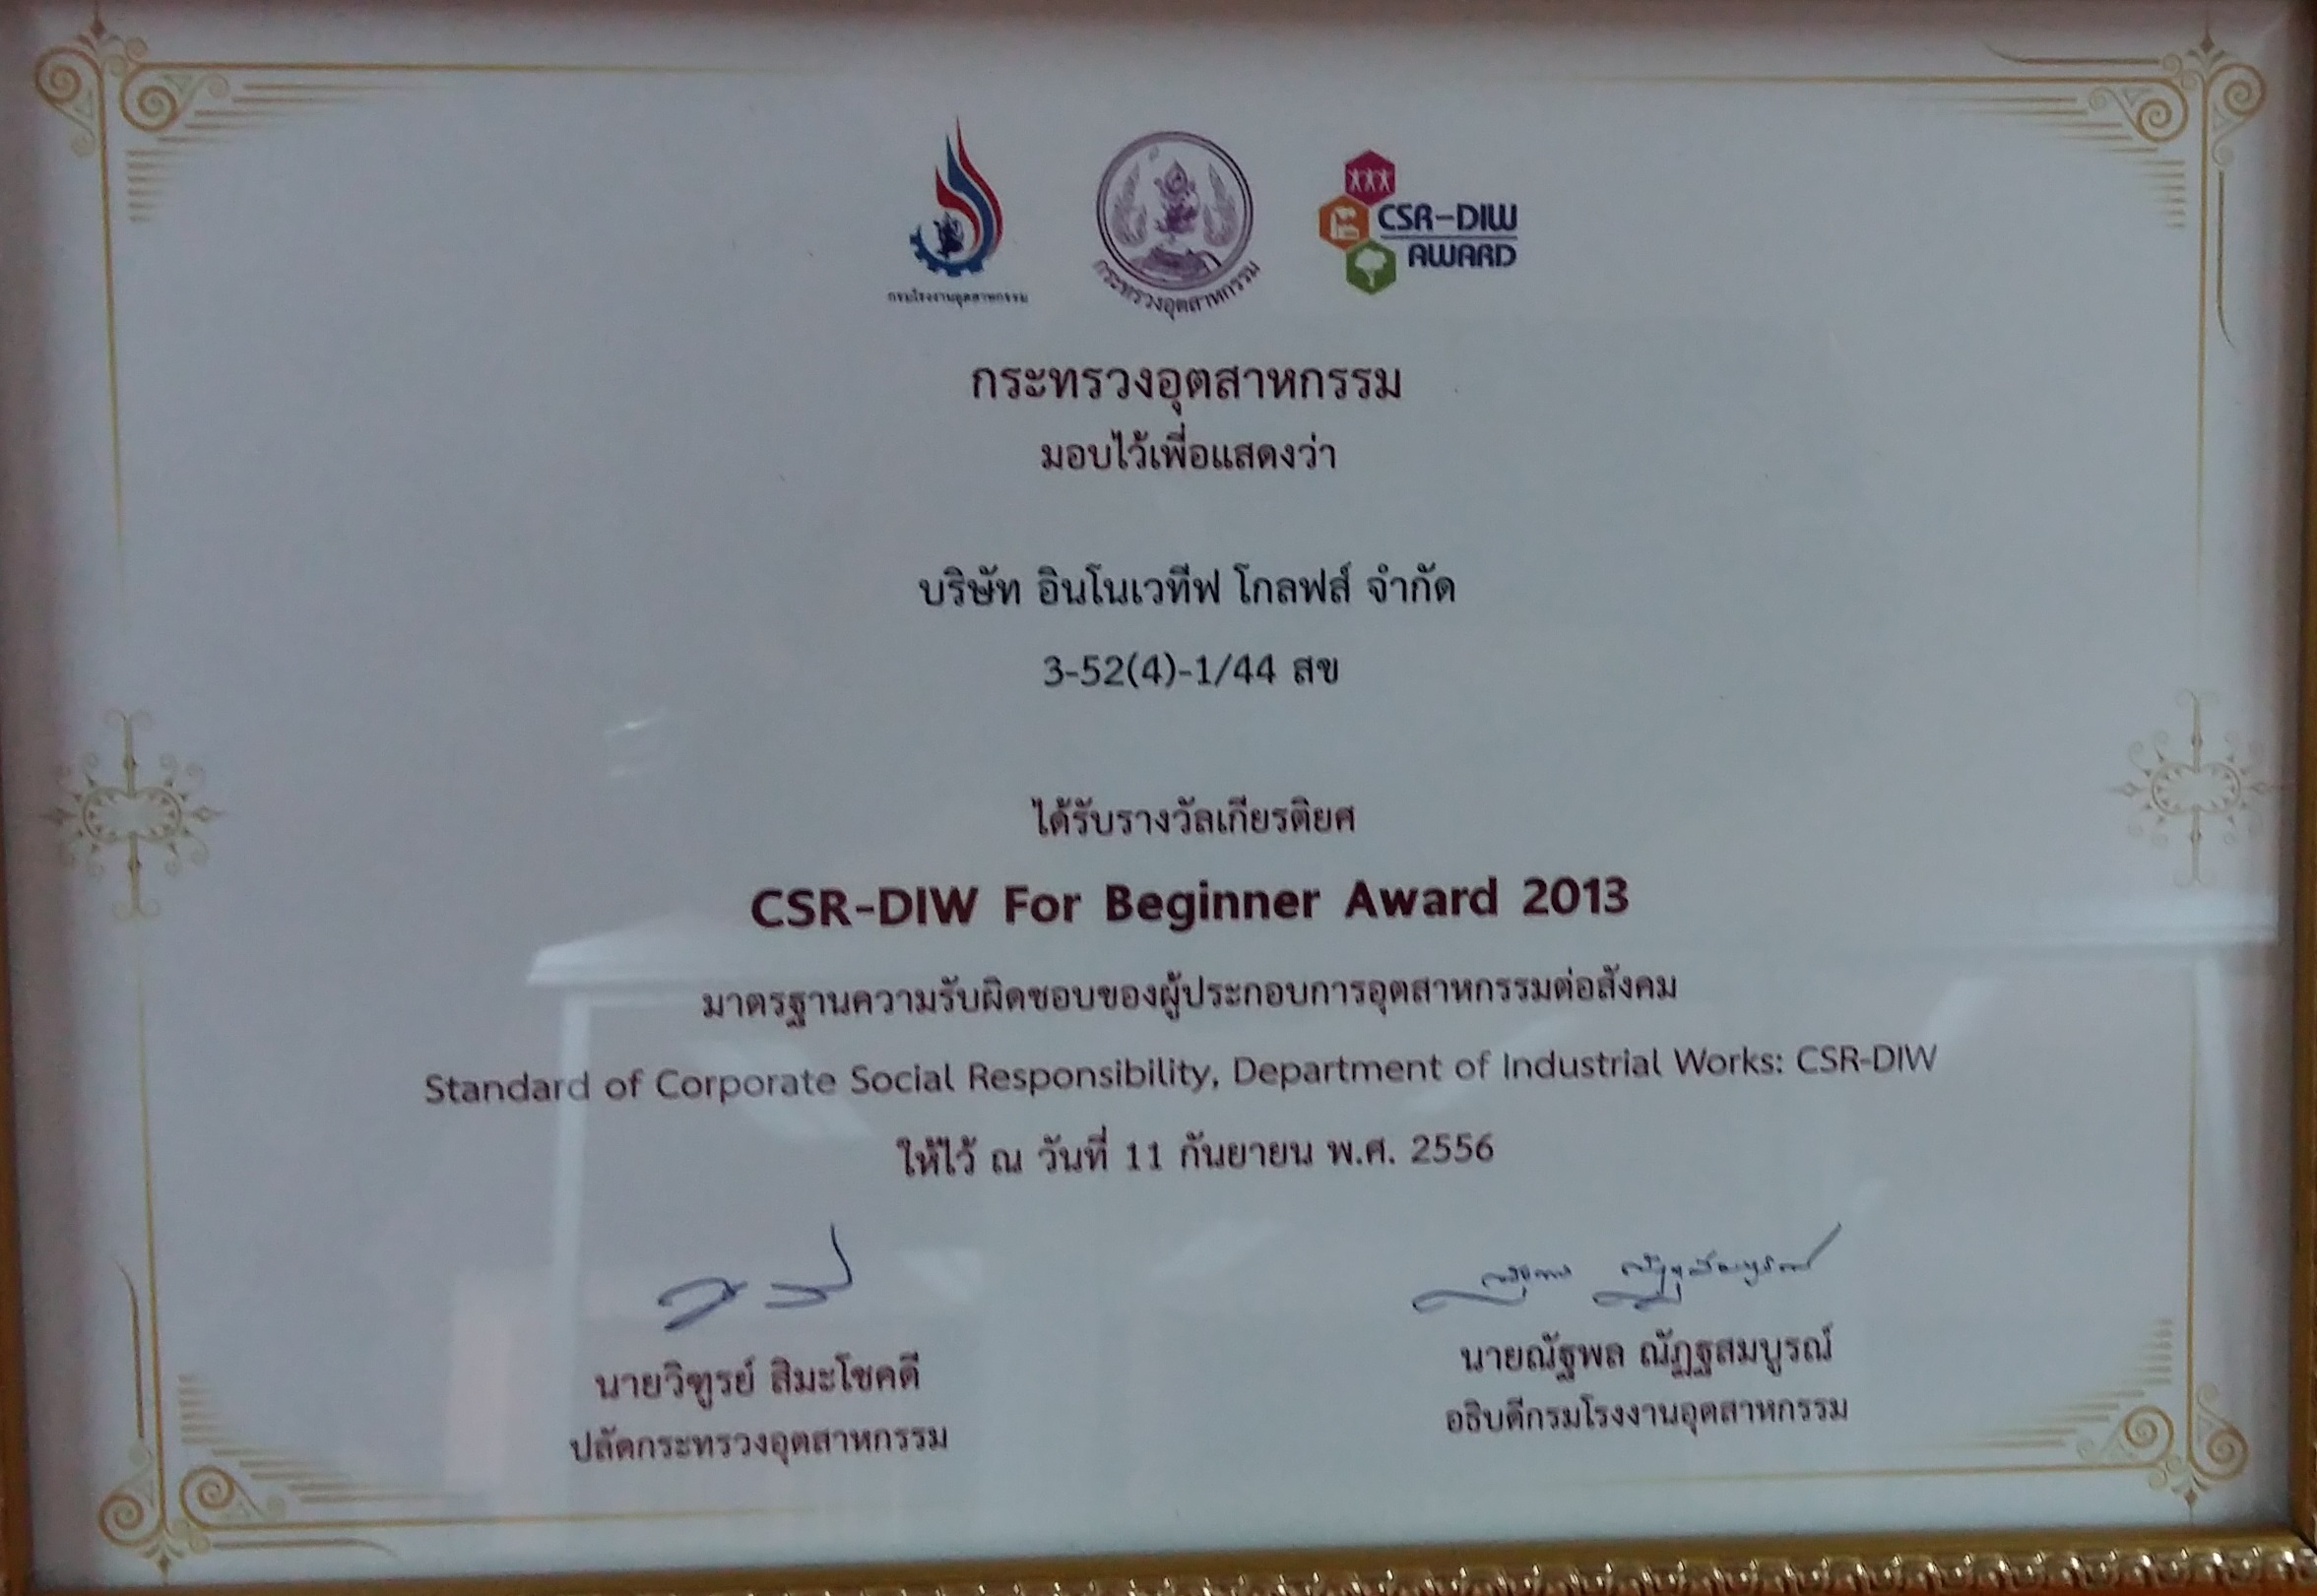 กรมโรงงานอุตสาหกรรม
กระทรวงอุตสาหกรรม
CSR-DIW
AWARD
กระทรวงอุตสาหกรรม
มอบไว้เพื่อแสดงว่า
บริษัท อินโนเวทีฟ โกลฟส์ จำกัด
3-52(4)-1/44 สข
ได้รับรางวัลเกียรติยศ
CSR-DIW For Beginner Award 2013
มาตรฐานความรับผิดชอบของผู้ประกอบการอุตสาหกรรมต่อสังคม
Standard of Corporate Social Responsibility, Department of Industrial Works: CSR-DIW
ให้ไว้ ณ วันที่ 11 กันยายน พ.ศ. 2556
นายวิฑูรย์ สิมะโชคดี
ปลัดกระทรวงอุตสาหกรรม
นายณัฐพล ณัฏฐสมบูรณ์
อธิบดีกรมโรงงานอุตสาหกรรม